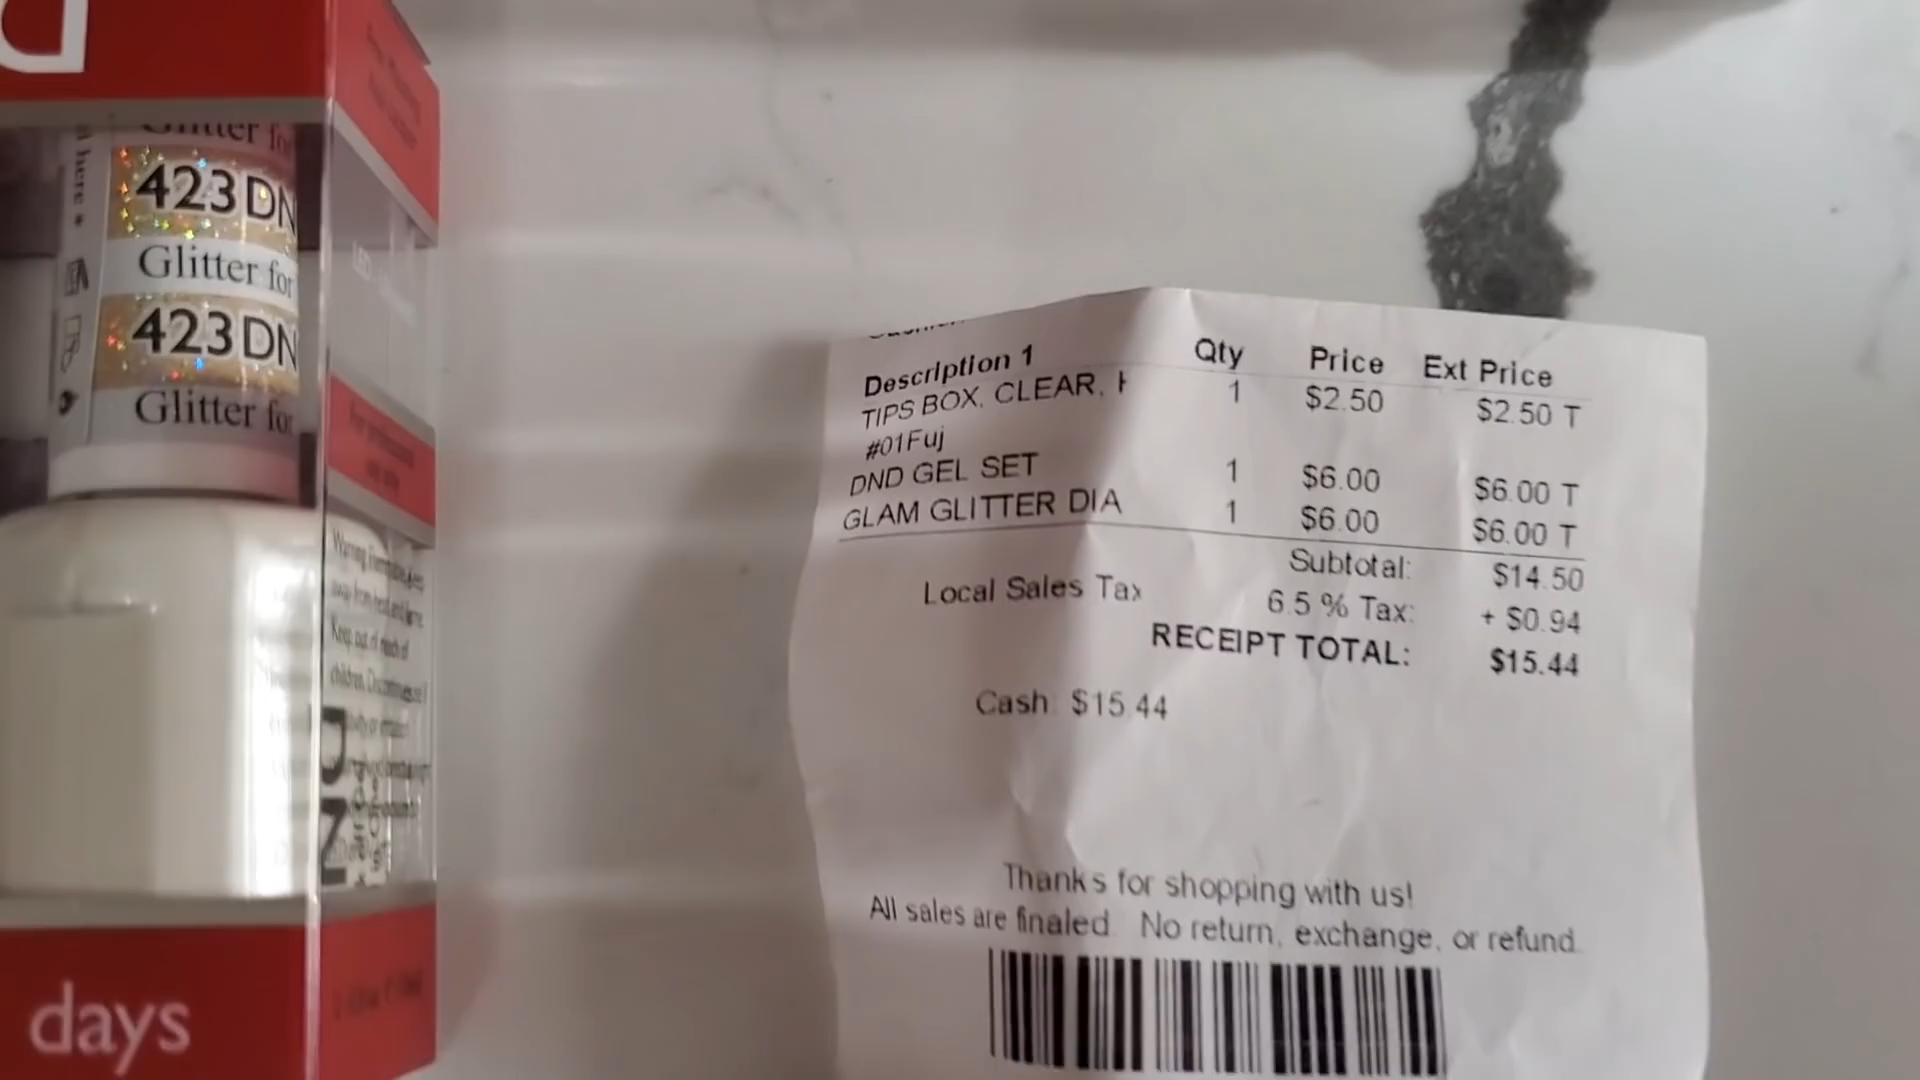 423 DN
Glitter for
423 DN
Glitter for
days
Description 1 Qty Price Ext Price
TIPS BOX, CLEAR, 1 $2.50 $2.50 T
#01Fuj
DND GEL SET 1 $6.00 $6.00 T
GLAM GLITTER DIA 1 $6.00 $6.00 T
Subtotal: $14.50
Local Sales Tax 6.5 % Tax: + $0.94
RECEIPT TOTAL: $15.44
Cash: $15.44
Thanks for shopping with us!
All sales are finaled. No return, exchange, or refund.